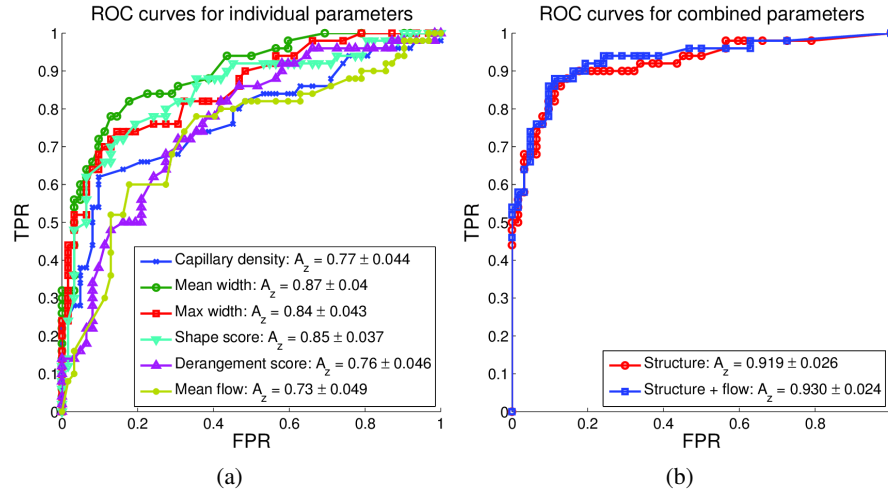 ROC curves for individual parameters
1
0.9
0.8
0.7
0.6
0.5
0.4
0.3
0.2
0.1
0
TPR
0
0.2
0.4
0.6
0.8
1
FPR
Capillary density: A_z = 0.77 ± 0.044
Mean width: A_z = 0.87 ± 0.04
Max width: A_z = 0.84 ± 0.043
Shape score: A_z = 0.85 ± 0.037
Derangement score: A_z = 0.76 ± 0.046
Mean flow: A_z = 0.73 ± 0.049
(a)
ROC curves for combined parameters
1
0.9
0.8
0.7
0.6
0.5
0.4
0.3
0.2
0.1
0
TPR
0
0.2
0.4
0.6
0.8
FPR
Structure: A_z = 0.919 ± 0.026
Structure + flow: A_z = 0.930 ± 0.024
(b)